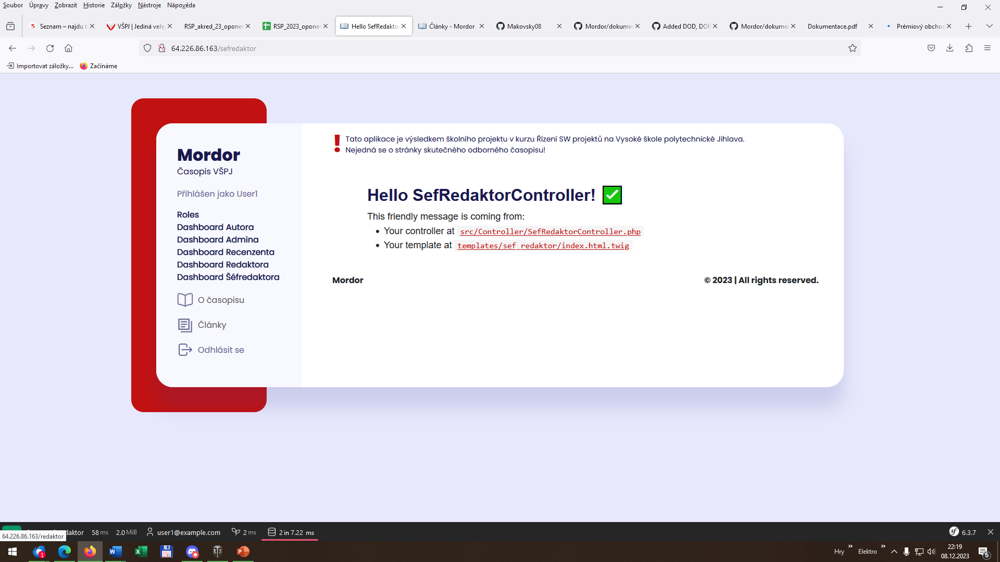 Soubor Úpravy Zobrazit Historie Záložky Nástroje Nápověda
Seznam – najdu t
VŠPJ | Jediná veřej
RSP_akred_23_opone
RSP_2023_opone
Hello SefRedaktor
Články - Mordor
Makovsky08
Mordor/dokume
Added DOD, DOR
Mordor/dokume
Dokumentace.pdf
Prémiový obchod
64.226.86.163/sefredaktor
Importovat záložky... Začínáme
Mordor
Časopis VŠPJ
Přihlášen jako User1
Roles
Dashboard Autora
Dashboard Admina
Dashboard Recenzenta
Dashboard Redaktora
Dashboard Šéfredaktora
O časopisu
Články
Odhlásit se
Tato aplikace je výsledkem školního projektu v kurzu Řízení SW projektů na Vysoké škole polytechnické Jihlava.
Nejedná se o stránky skutečného odborného časopisu!
Hello SefRedaktorController! ✅
This friendly message is coming from:
• Your controller at src/Controller/SefRedaktorController.php
• Your template at templates/sef_redaktor/index.html.twig
Mordor © 2023 | All rights reserved.
64.226.86.163/redaktor
daktor 58 ms 2.0 MiB user1@example.com 2 ms 2 in 7.22 ms 6.3.7
Hry » Elektro » 22:19
08.12.2023
6
1